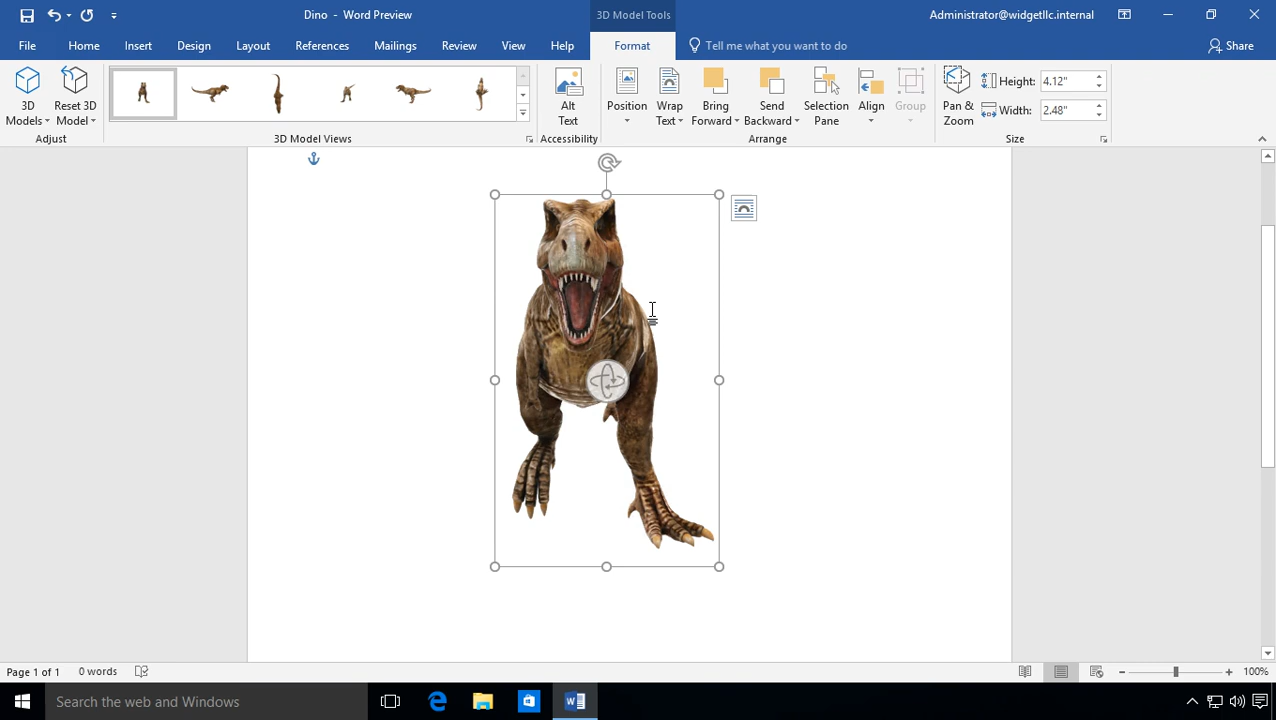 Dino - Word Preview
3D Model Tools
Administrator@widgetllc.internal
File
Home
Insert
Design
Layout
References
Mailings
Review
View
Help
Format
Tell me what you want to do
Share
3D
Models
Reset 3D
Model
Alt
Text
Position
Wrap
Text
Bring
Forward
Send
Backward
Selection
Pane
Align
Group
Pan &
Zoom
Height: 4.12"
Width: 2.48"
Adjust
3D Model Views
Accessibility
Arrange
Size
Page 1 of 1
0 words
100%
Search the web and Windows